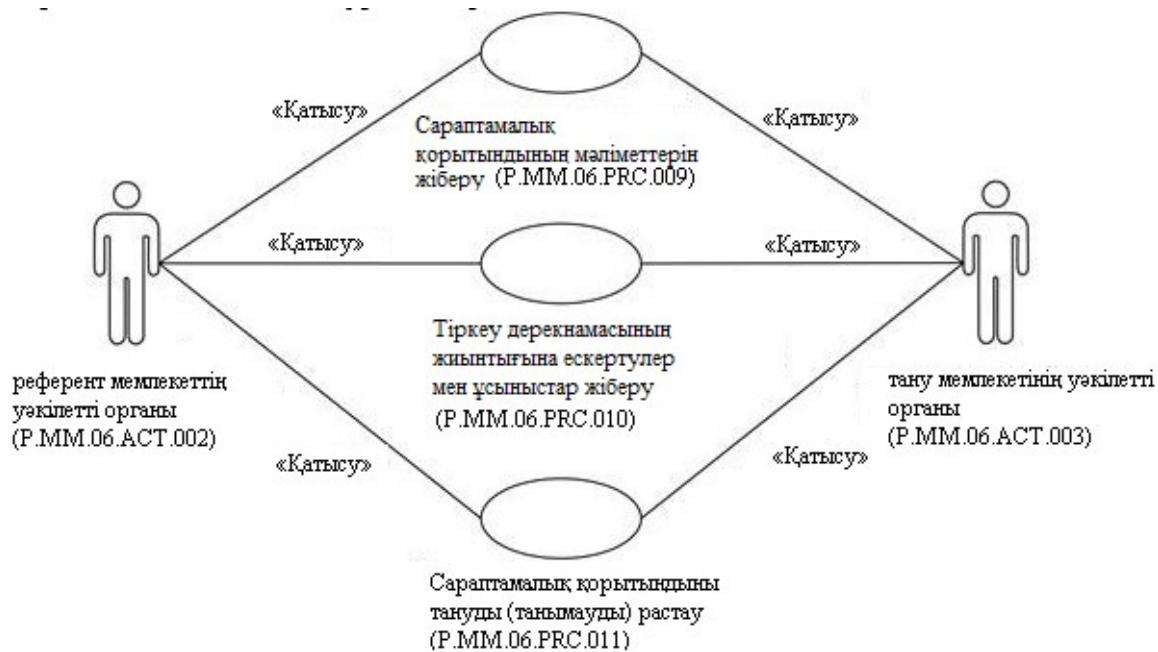 «Қатысу»
«Қатысу»
Сараптамалық
қорытындының мәліметтерін
жіберу (P.MM.06.PRC.009)
«Қатысу»
«Қатысу»
Тіркеу дерекнамасының
жиынтығына ескертулер
мен ұсыныстар жіберу
(P.MM.06.PRC.010)
референт мемлекеттің
уәкілетті органы
(P.MM.06.ACT.002)
тану мемлекетінің уәкілетті
органы
(P.MM.06.ACT.003)
«Қатысу»
«Қатысу»
Сараптамалық қорытындыны
тануды (танымауды) растау
(P.MM.06.PRC.011)